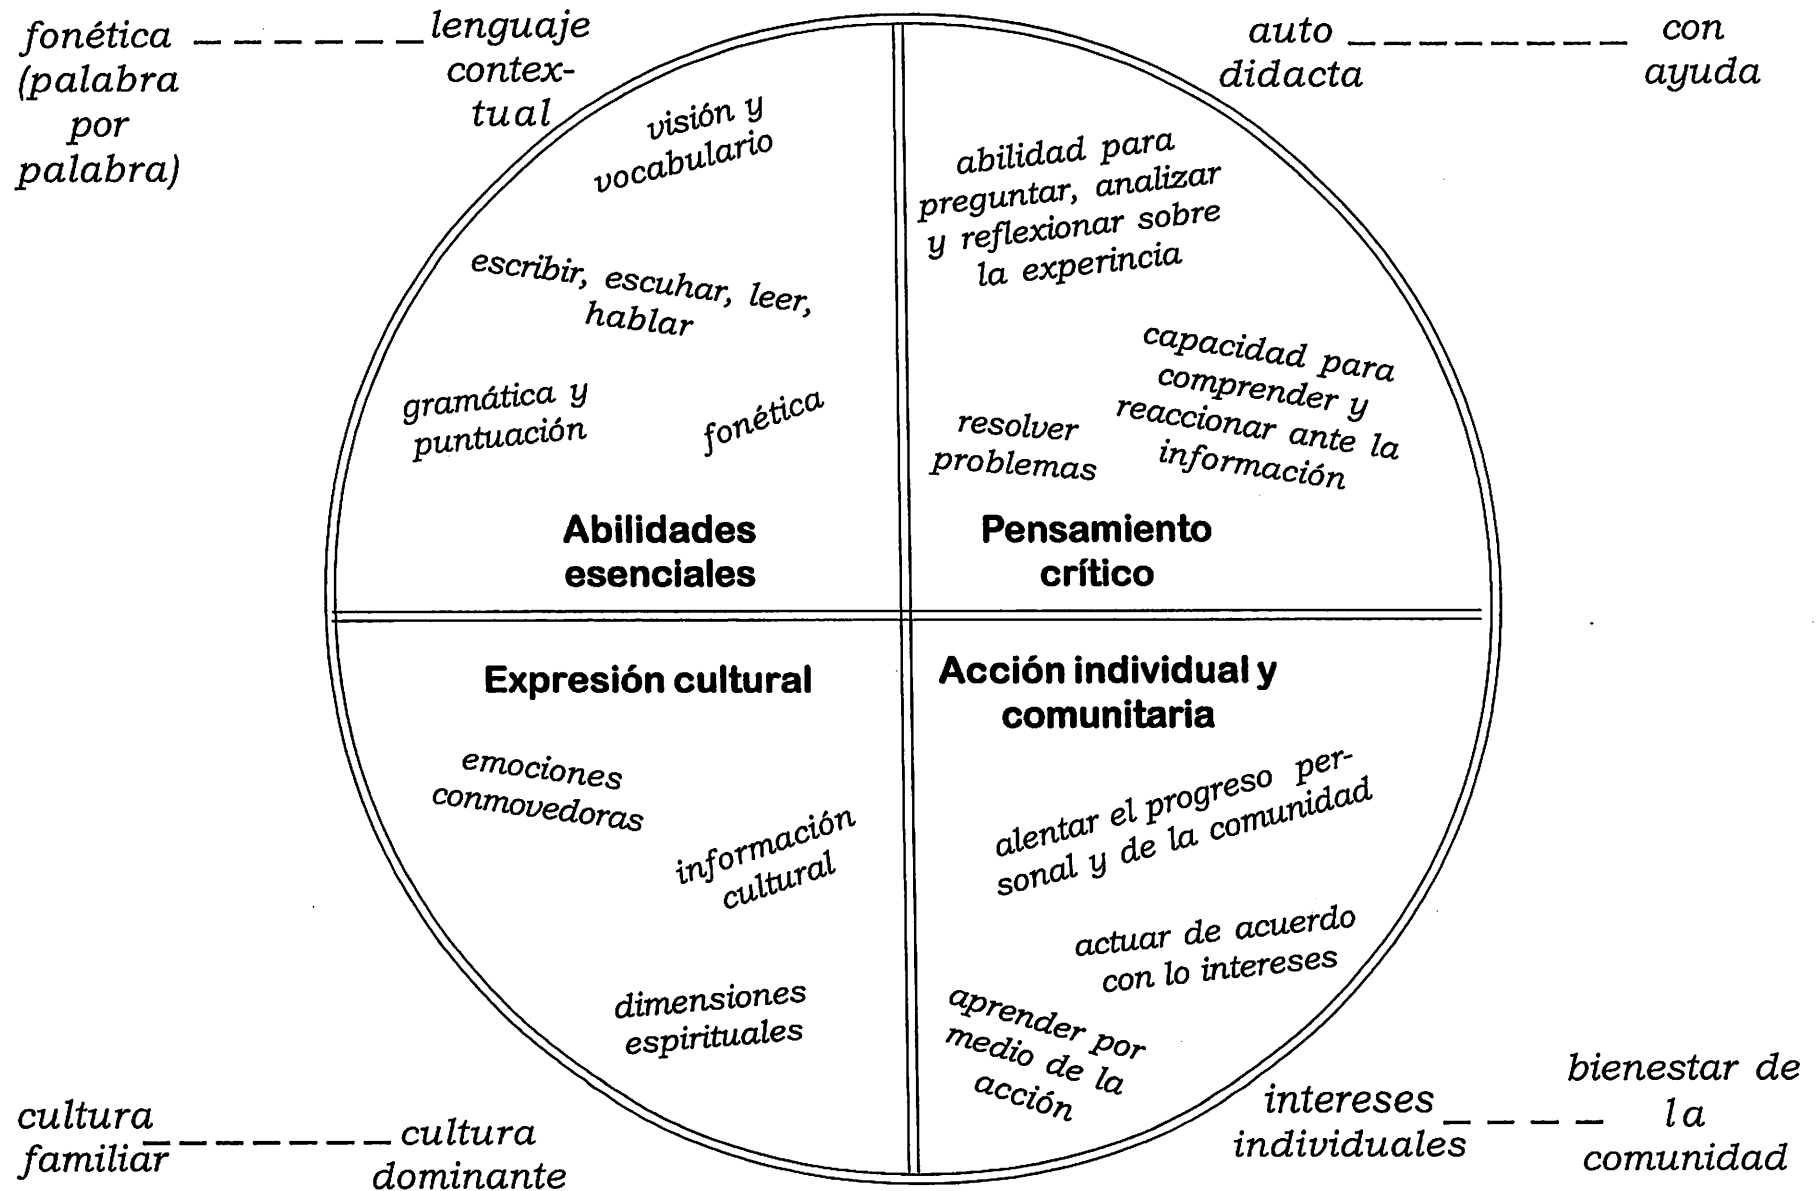 fonética
(palabra
por
palabra)
lenguaje
contex-
tual
auto
didacta
con
ayuda
visión y
vocabulario
escribir, escuhar, leer,
hablar
gramática y
puntuación
fonética
Abilidades
esenciales
abilidad para
preguntar, analizar
y reflexionar sobre
la experincia
capacidad para
comprender y
reaccionar ante la
información
resolver
problemas
Pensamiento
crítico
Expresión cultural
emociones
conmovedoras
información
cultural
dimensiones
espirituales
Acción individual y
comunitaria
alentar el progreso per-
sonal y de la comunidad
actuar de acuerdo
con lo intereses
aprender por
medio de la
acción
cultura
familiar
cultura
dominante
intereses
individuales
bienestar de
la
comunidad